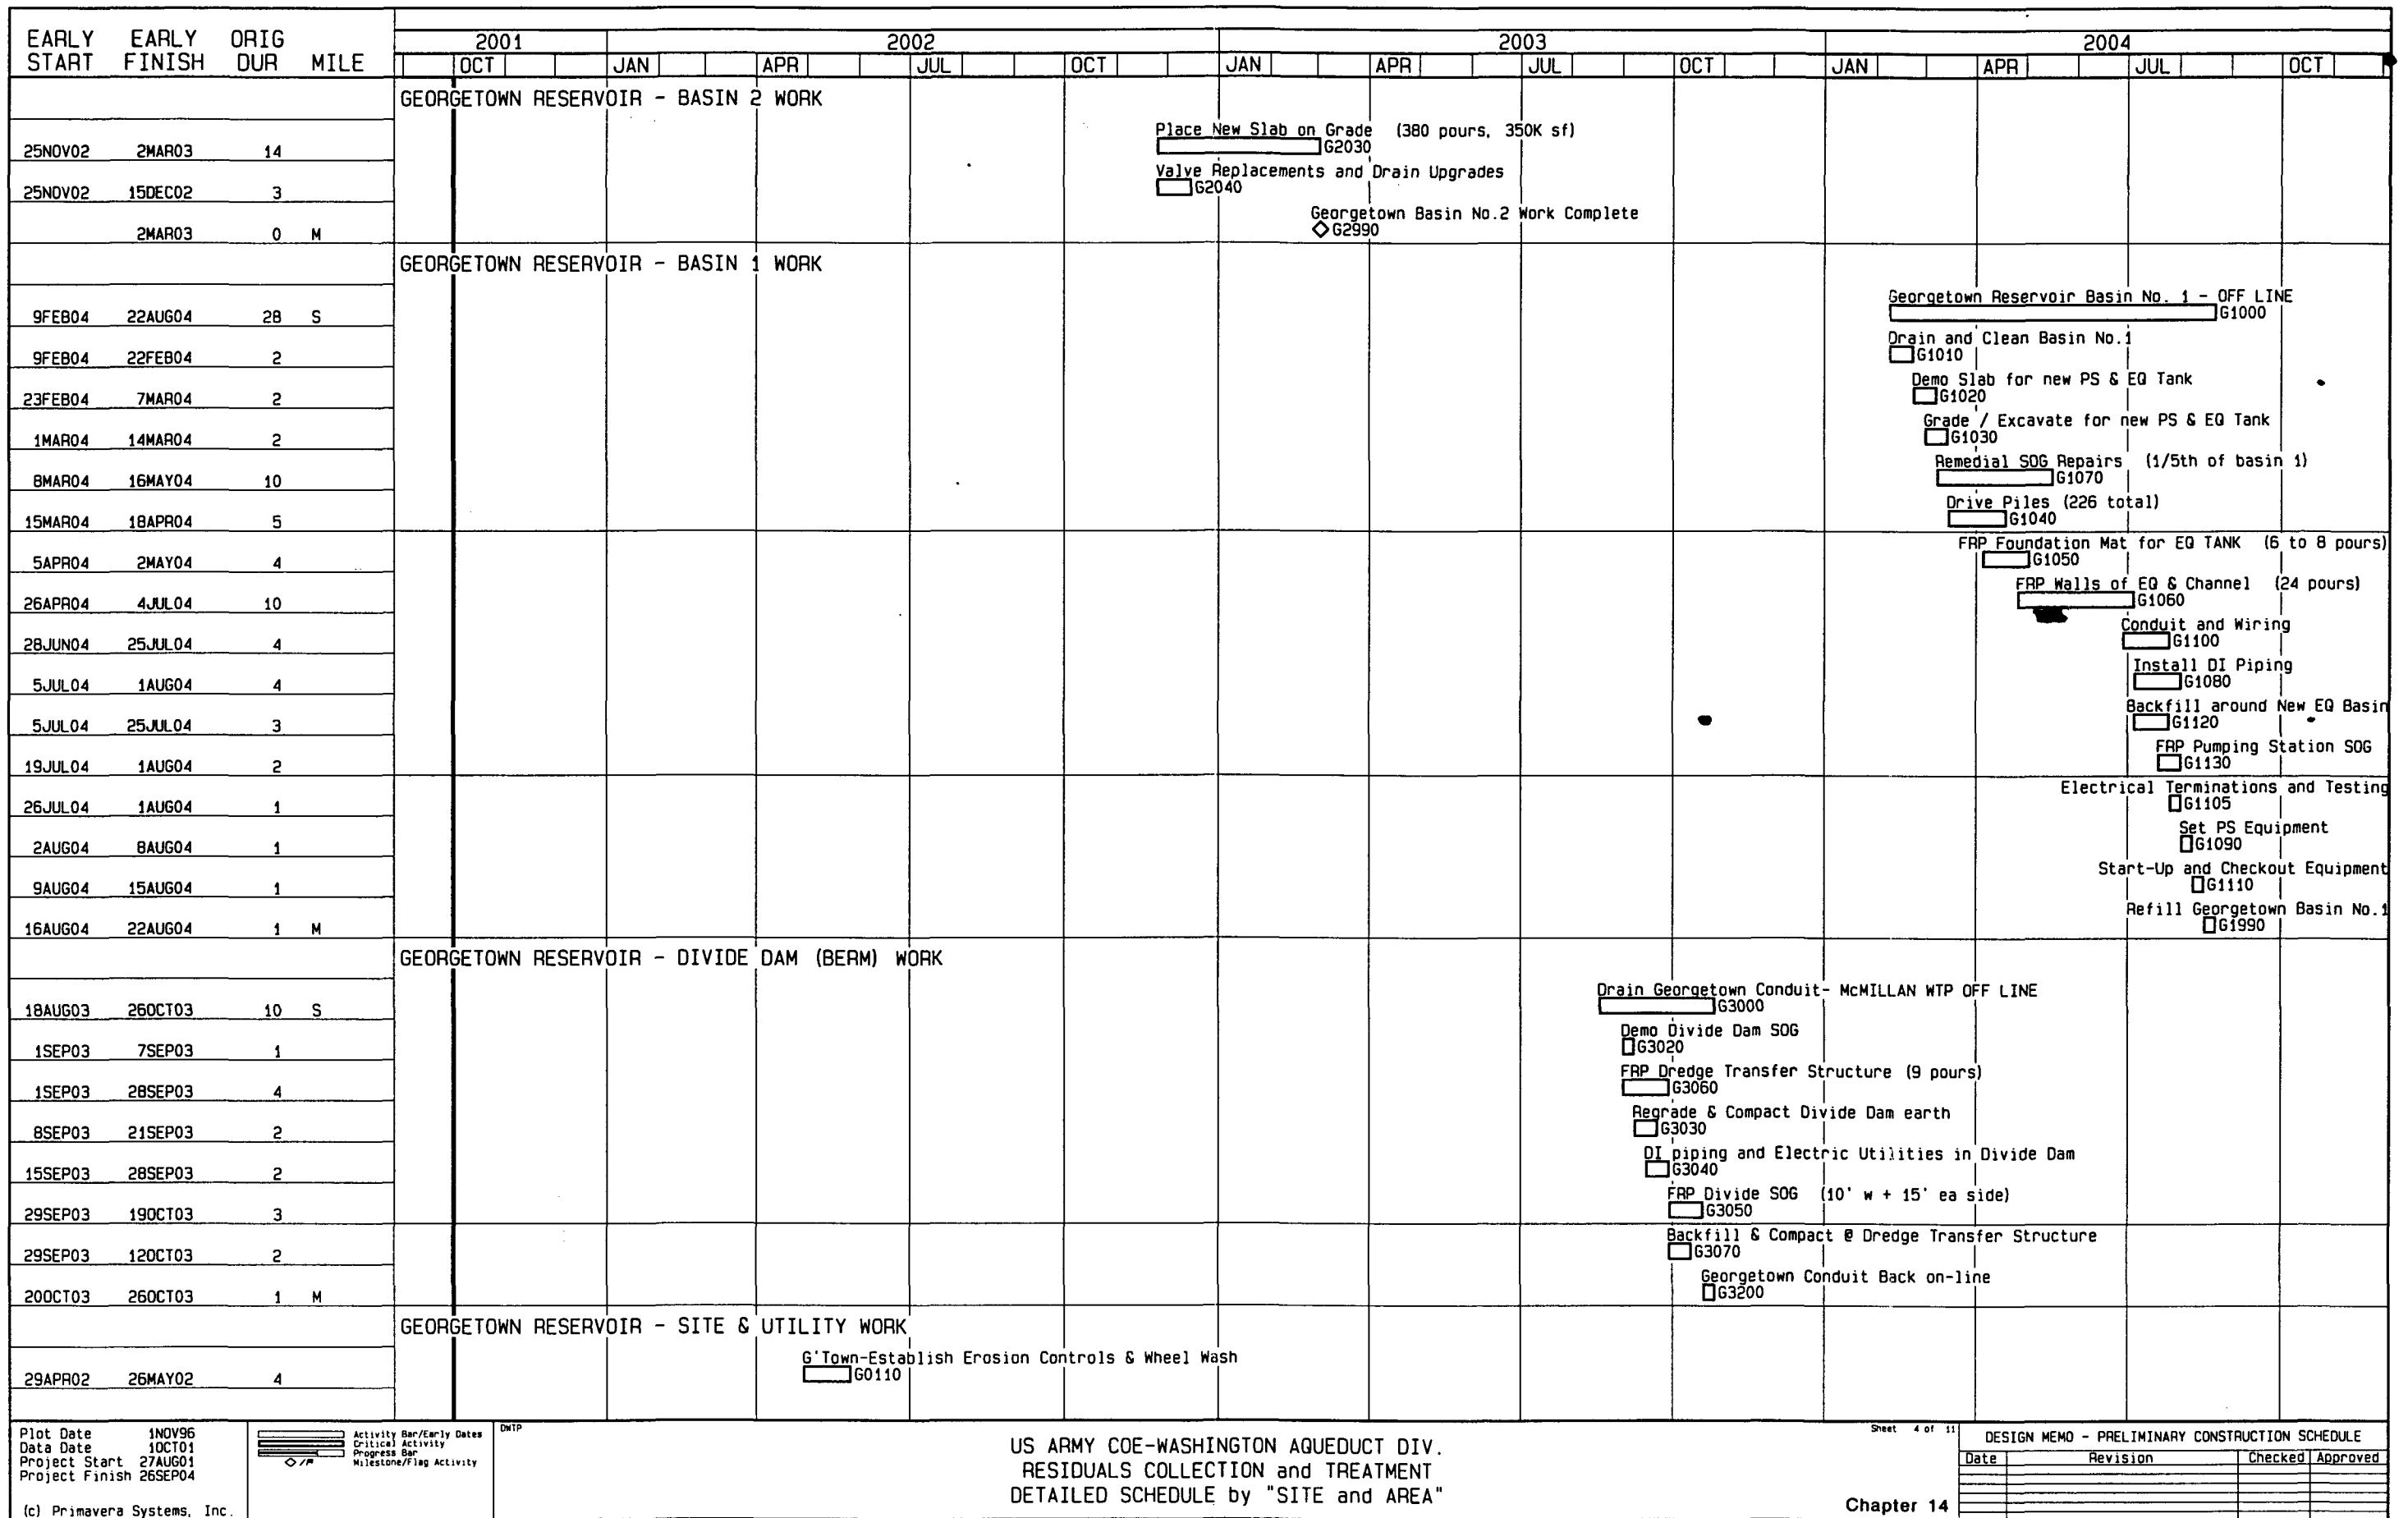 EARLY START EARLY FINISH ORIG DUR MILE
2001 2002 2003 2004
OCT JAN APR JUL OCT JAN APR JUL OCT JAN APR JUL OCT
GEORGETOWN RESERVOIR - BASIN 2 WORK
Place New Slab on Grade (380 pours, 350K sf)
25NOV02 2MAR03 14 G2030
Valve Replacements and Drain Upgrades
25NOV02 15DEC02 3 G2040
Georgetown Basin No.2 Work Complete
2MAR03 0 M G2990
GEORGETOWN RESERVOIR - BASIN 1 WORK
Georgetown Reservoir Basin No. 1 - OFF LINE
9FEB04 22AUG04 28 S G1000
Drain and Clean Basin No.1
9FEB04 22FEB04 2 G1010
Demo Slab for new PS & EQ Tank
23FEB04 7MAR04 2 G1020
Grade / Excavate for new PS & EQ Tank
1MAR04 14MAR04 2 G1030
Remedial SOG Repairs (1/5th of basin 1)
8MAR04 16MAY04 10 G1070
Drive Piles (226 total)
15MAR04 18APR04 5 G1040
FRP Foundation Mat for EQ TANK (6 to 8 pours)
5APR04 2MAY04 4 G1050
FRP Walls of EQ & Channel (24 pours)
26APR04 4JUL04 10 G1060
Conduit and Wiring
28JUN04 25JUL04 4 G1100
Install DI Piping
5JUL04 1AUG04 4 G1080
Backfill around New EQ Basin
5JUL04 25JUL04 3 G1120
FRP Pumping Station SOG
19JUL04 1AUG04 2 G1130
Electrical Terminations and Testing
26JUL04 1AUG04 1 G1105
Set PS Equipment
2AUG04 8AUG04 1 G1090
Start-Up and Checkout Equipment
9AUG04 15AUG04 1 G1110
Refill Georgetown Basin No.1
16AUG04 22AUG04 1 M G1990
GEORGETOWN RESERVOIR - DIVIDE DAM (BERM) WORK
Drain Georgetown Conduit- McMILLAN WTP OFF LINE
18AUG03 26OCT03 10 S G3000
Demo Divide Dam SOG
1SEP03 7SEP03 1 G3020
FRP Dredge Transfer Structure (9 pours)
1SEP03 28SEP03 4 G3060
Regrade & Compact Divide Dam earth
8SEP03 21SEP03 2 G3030
DI piping and Electric Utilities in Divide Dam
15SEP03 28SEP03 2 G3040
FRP Divide SOG (10' w + 15' ea side)
29SEP03 19OCT03 3 G3050
Backfill & Compact @ Dredge Transfer Structure
29SEP03 12OCT03 2 G3070
Georgetown Conduit Back on-line
20OCT03 26OCT03 1 M G3200
GEORGETOWN RESERVOIR - SITE & UTILITY WORK
G'Town-Establish Erosion Controls & Wheel Wash
29APR02 26MAY02 4 G0110
Plot Date 1NOV96
Data Date 1OCT01
Project Start 27AUG01
Project Finish 26SEP04
(c) Primavera Systems, Inc.
Activity Bar/Early Dates
Critical Activity
Progress Bar
Milestone/Flag Activity
DWTP
US ARMY COE-WASHINGTON AQUEDUCT DIV.
RESIDUALS COLLECTION and TREATMENT
DETAILED SCHEDULE by "SITE and AREA"
Sheet 4 of 11
Chapter 14
DESIGN MEMO - PRELIMINARY CONSTRUCTION SCHEDULE
Date Revision Checked Approved